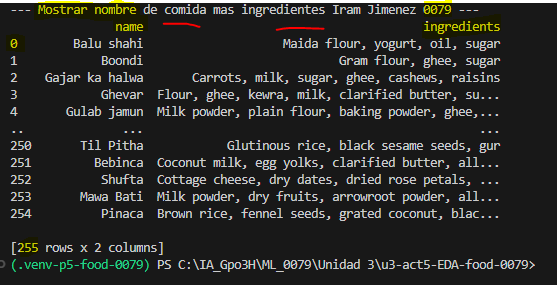 --- Mostrar nombre de comida mas ingredientes Iram Jimenez 0079 ---
name ingredients
0 Balu shahi Maida flour, yogurt, oil, sugar
1 Boondi Gram flour, ghee, sugar
2 Gajar ka halwa Carrots, milk, sugar, ghee, cashews, raisins
3 Ghevar Flour, ghee, kewra, milk, clarified butter, su...
4 Gulab jamun Milk powder, plain flour, baking powder, ghee,...
.. ... ...
250 Til Pitha Glutinous rice, black sesame seeds, gur
251 Bebinca Coconut milk, egg yolks, clarified butter, all...
252 Shufta Cottage cheese, dry dates, dried rose petals, ...
253 Mawa Bati Milk powder, dry fruits, arrowroot powder, all...
254 Pinaca Brown rice, fennel seeds, grated coconut, blac...
[255 rows x 2 columns]
(.venv-p5-food-0079) PS C:\IA_Gpo3H\ML_0079\Unidad 3\u3-act5-EDA-food-0079>